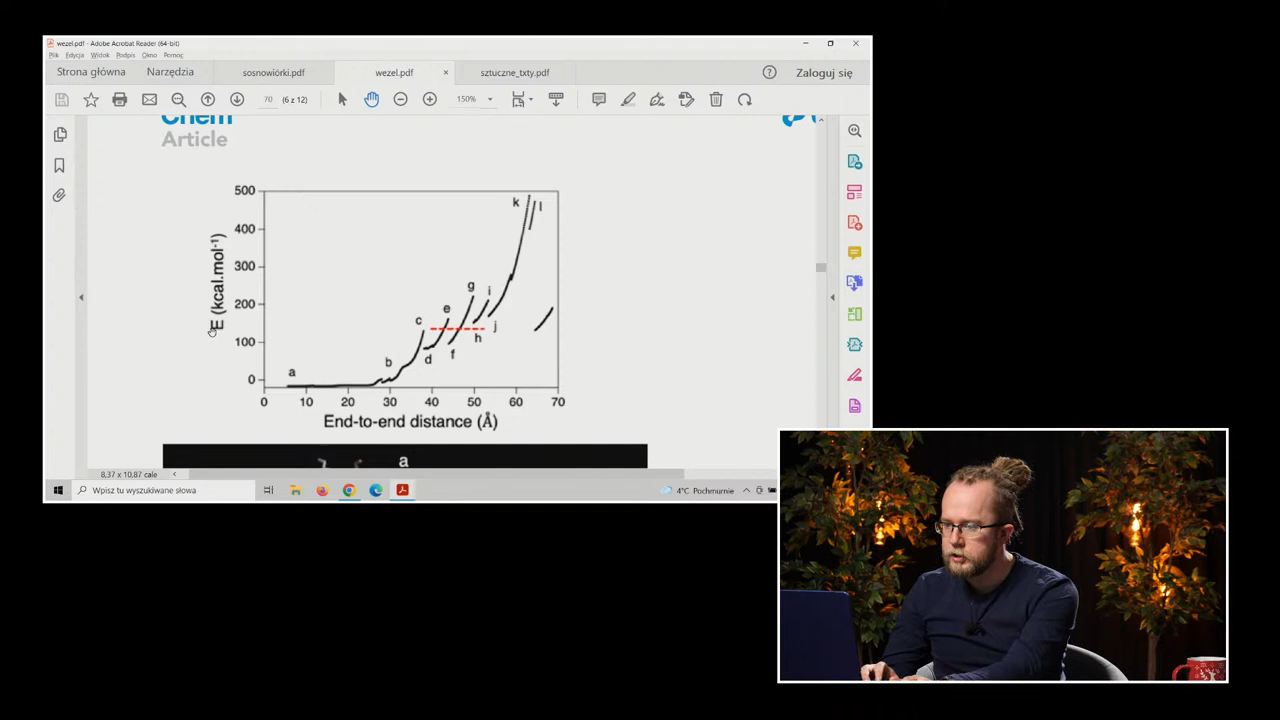 wezel.pdf - Adobe Acrobat Reader (64-bit)
Plik Edycja Widok Podpis Okno Pomoc
Strona główna Narzędzia sosnowiórki.pdf wezel.pdf × sztuczne_txty.pdf ? Zaloguj się
70 (6 z 12) 150%
Chem
Article
E (kcal.mol⁻¹)
500
400
300
200
100
0
a b c d e f g h i j k l
0 10 20 30 40 50 60 70
End-to-end distance (Å)
a
8,37 x 10,87 cale
Wpisz tu wyszukiwane słowa 4°C Pochmurnie